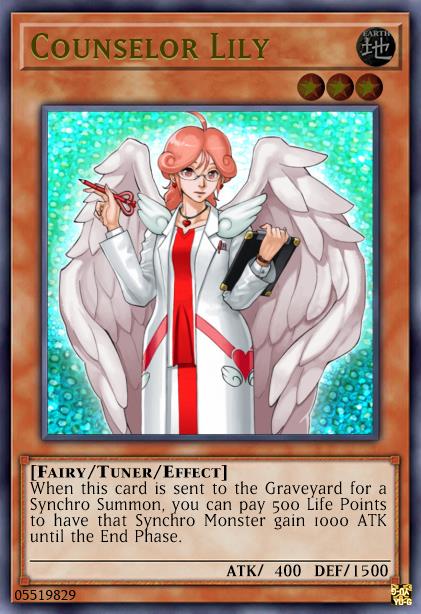 COUNSELOR LILY
EARTH
地
[FAIRY/TUNER/EFFECT]
When this card is sent to the Graveyard for a
Synchro Summon, you can pay 500 Life Points
to have that Synchro Monster gain 1000 ATK
until the End Phase.
ATK/ 400 DEF/1500
05519829